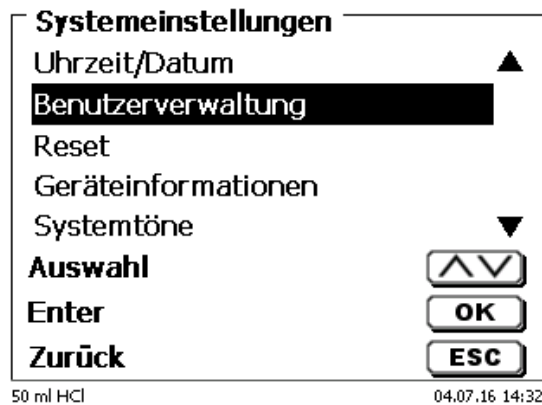 Systemeinstellungen
Uhrzeit/Datum
Benutzerverwaltung
Reset
Geräteinformationen
Systemtöne
Auswahl
Enter OK
Zurück ESC
50 ml HCl 04.07.16 14:32